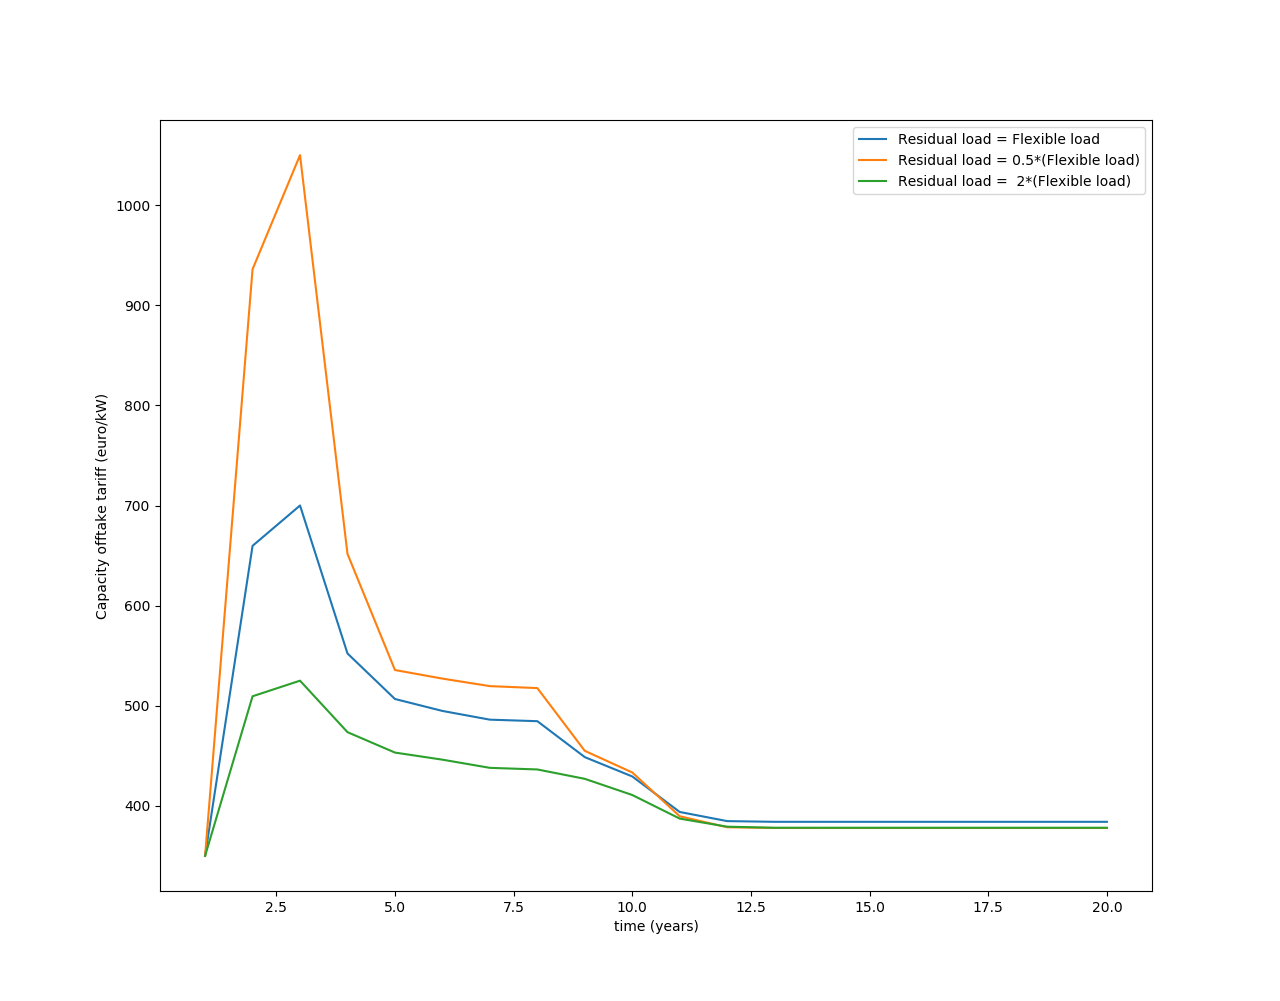 Residual load = Flexible load
Residual load = 0.5*(Flexible load)
Residual load =  2*(Flexible load)
1000
900
800
700
600
500
400
Capacity offtake tariff (euro/kW)
2.5 5.0 7.5 10.0 12.5 15.0 17.5 20.0
time (years)